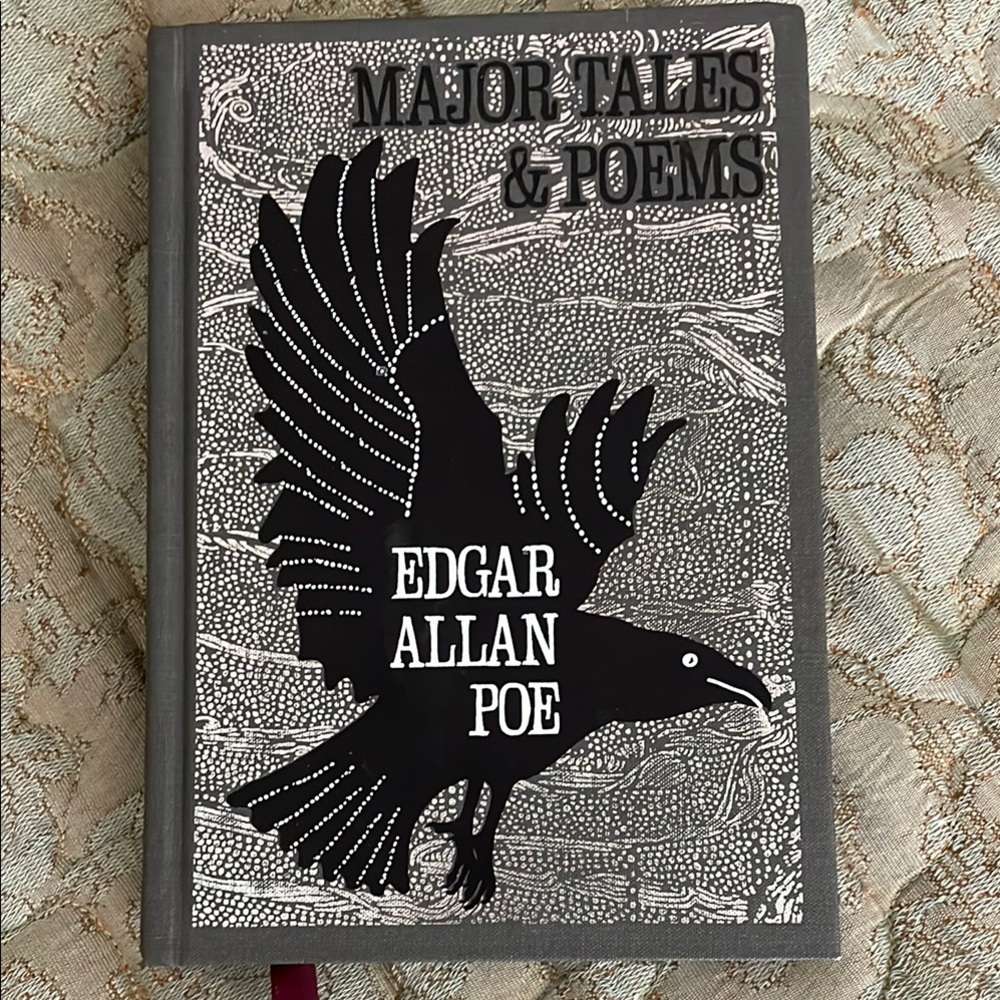 MAJOR TALES
& POEMS
EDGAR
ALLAN
POE